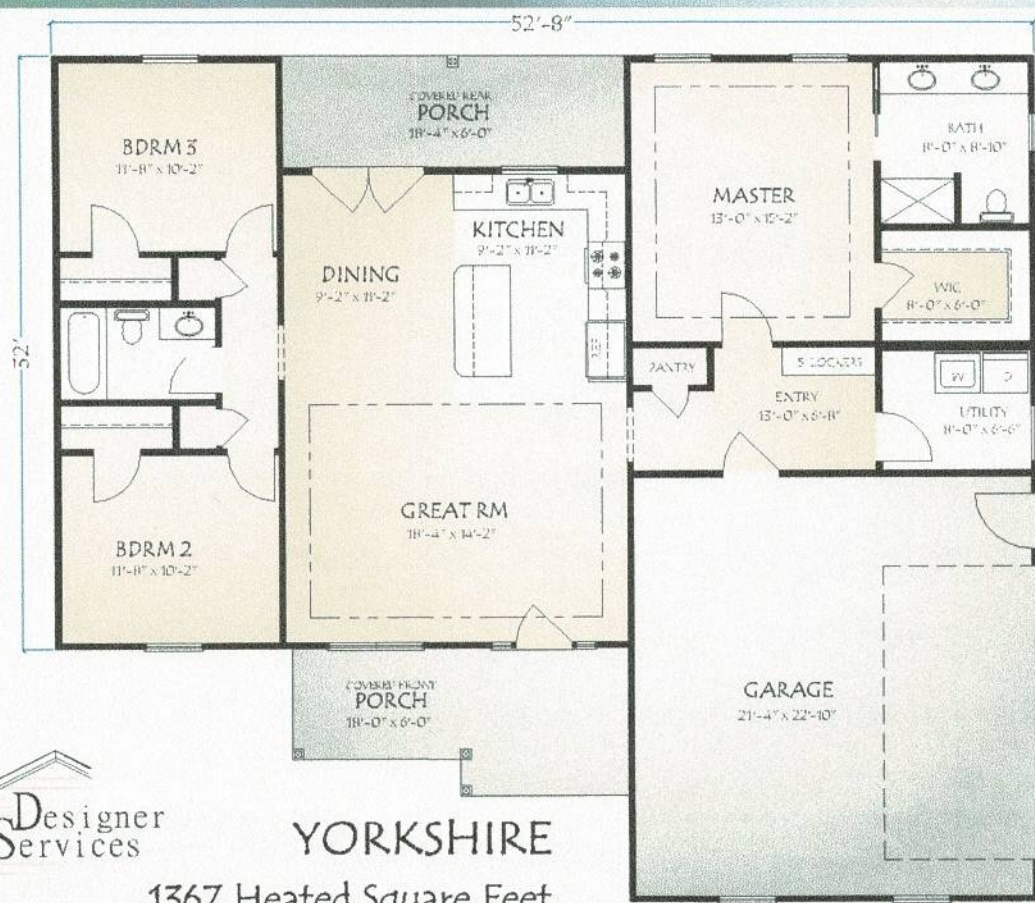 52'-8"
32'
BDRM 3
11'-8" x 10'-2"
COVERED REAR
PORCH
18'-4" x 6'-0"
MASTER
13'-0" x 15'-2"
BATH
8'-0" x 8'-10"
KITCHEN
9'-2" x 11'-2"
DINING
9'-2" x 11'-2"
WIC
8'-0" x 6'-0"
REF
PANTRY
5 LOCKERS
ENTRY
13'-0" x 6'-8"
W
D
UTILITY
8'-0" x 6'-6"
GREAT RM
18'-4" x 14'-2"
BDRM 2
11'-8" x 10'-2"
COVERED FRONT
PORCH
18'-0" x 6'-0"
GARAGE
21'-4" x 22'-10"
Designer
Services
YORKSHIRE
1367 Heated Square Feet